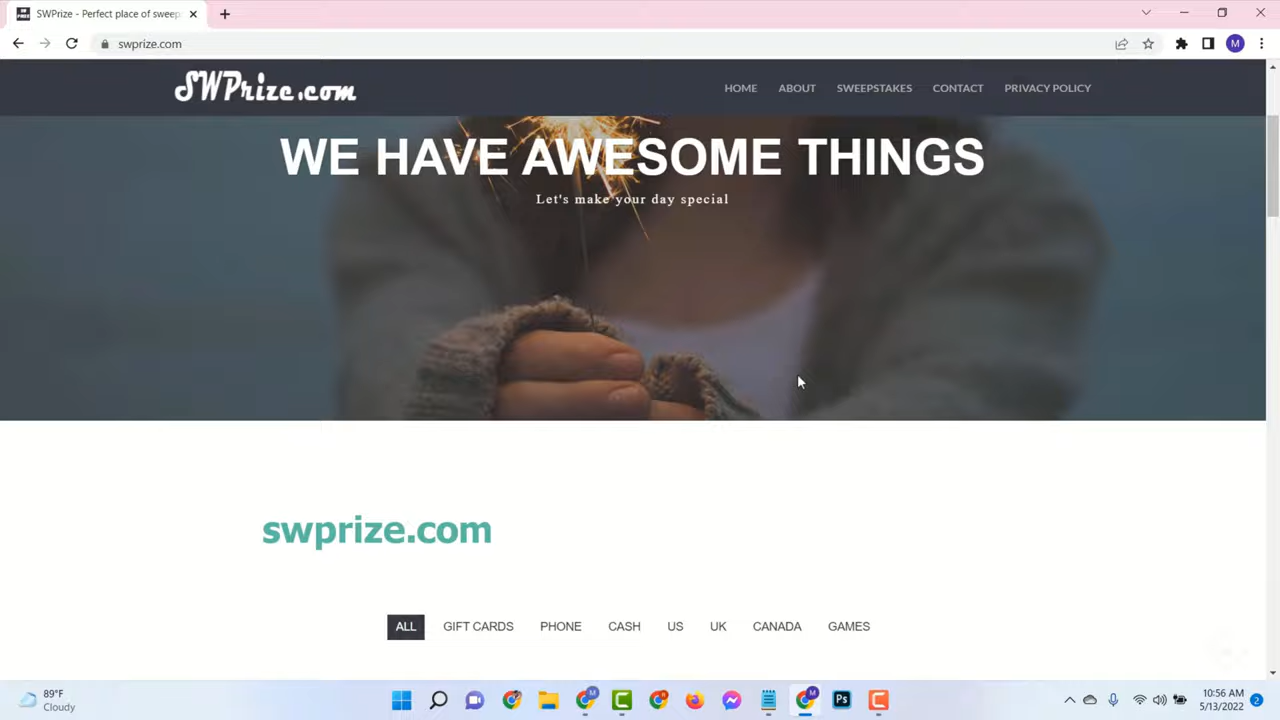 SWPrize - Perfect place of sweep
swprize.com
M
SWPrize.com
HOME ABOUT SWEEPSTAKES CONTACT PRIVACY POLICY
WE HAVE AWESOME THINGS
Let's make your day special
swprize.com
ALL GIFT CARDS PHONE CASH US UK CANADA GAMES
89°F
Cloudy
Ps
10:56 AM
5/13/2022
2